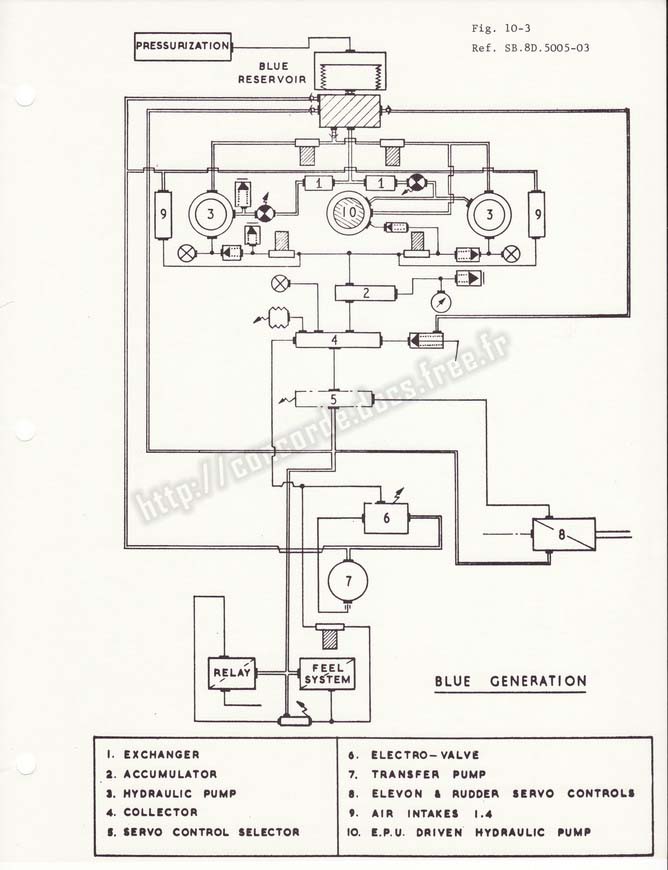 Fig. 10-3
Ref. SB.8D.5005-03
PRESSURIZATION
BLUE
RESERVOIR
1
1
9
3
10
3
9
2
4
5
6
8
7
RELAY
FEEL
SYSTEM
BLUE GENERATION
http://concorde.docs.free.fr
1. EXCHANGER
2. ACCUMULATOR
3. HYDRAULIC PUMP
4. COLLECTOR
5. SERVO CONTROL SELECTOR
6. ELECTRO-VALVE
7. TRANSFER PUMP
8. ELEVON & RUDDER SERVO CONTROLS
9. AIR INTAKES 1.4
10. E.P.U DRIVEN HYDRAULIC PUMP